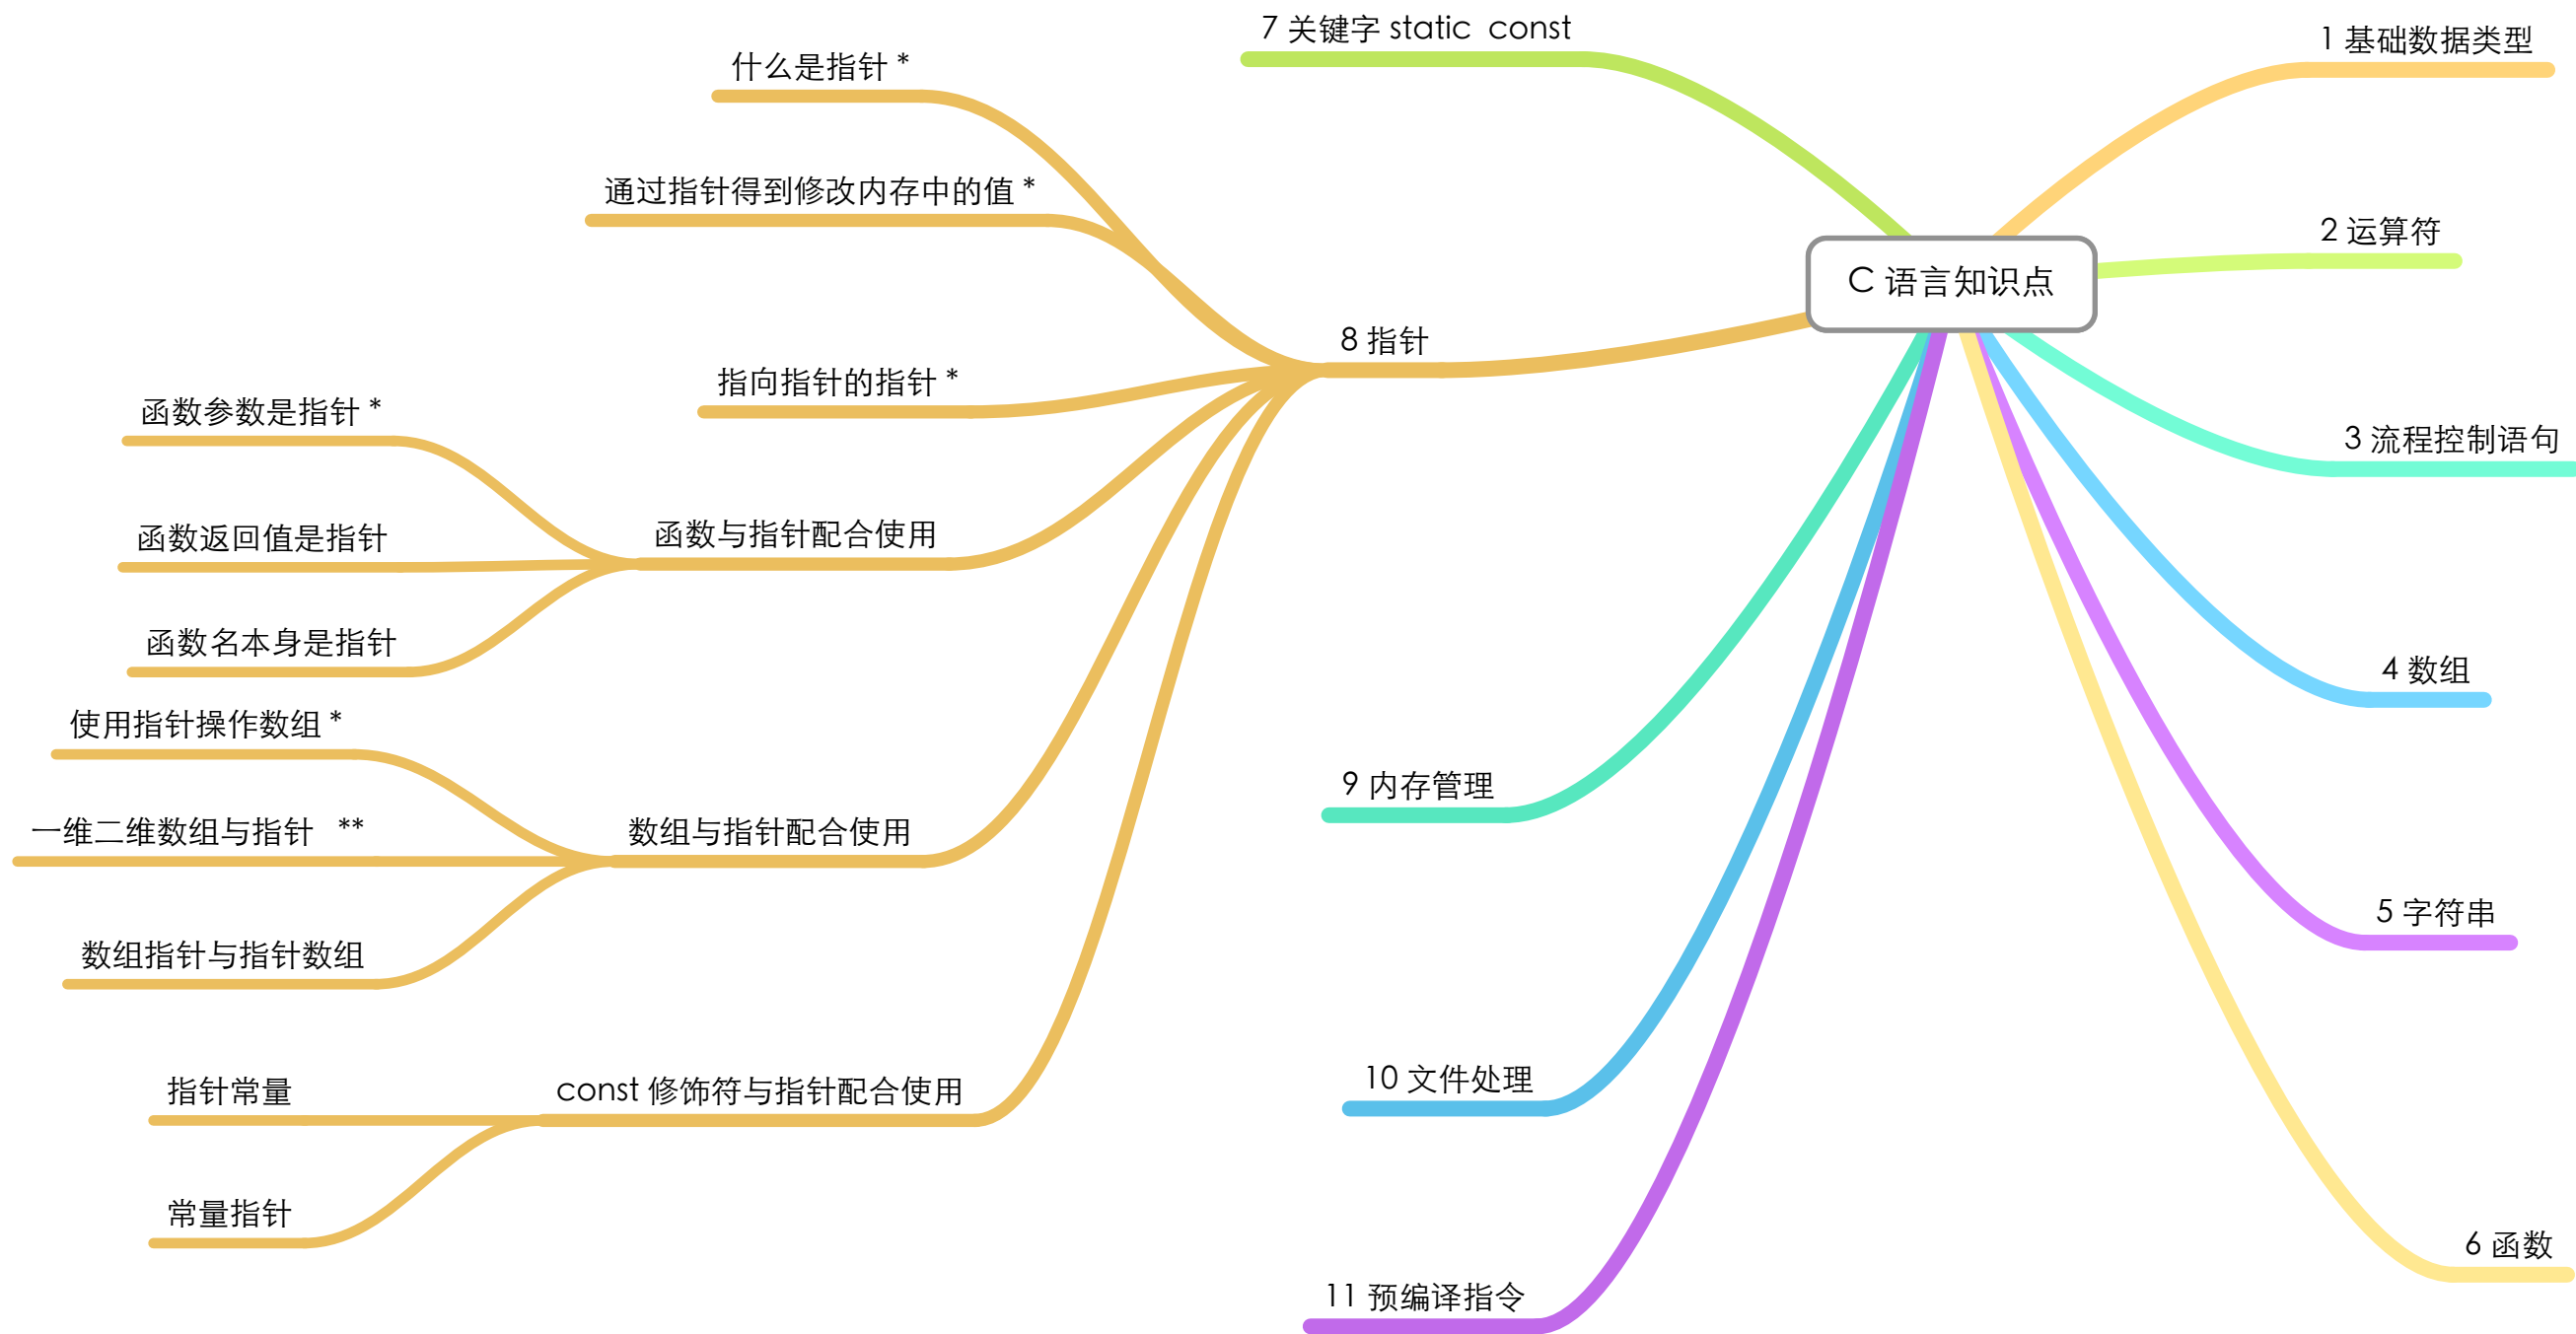 C 语言知识点
1 基础数据类型
2 运算符
3 流程控制语句
4 数组
5 字符串
6 函数
7 关键字 static const
8 指针
什么是指针 *
通过指针得到修改内存中的值 *
指向指针的指针 *
函数与指针配合使用
函数参数是指针 *
函数返回值是指针
函数名本身是指针
数组与指针配合使用
使用指针操作数组 *
一维二维数组与指针 **
数组指针与指针数组
const 修饰符与指针配合使用
指针常量
常量指针
9 内存管理
10 文件处理
11 预编译指令